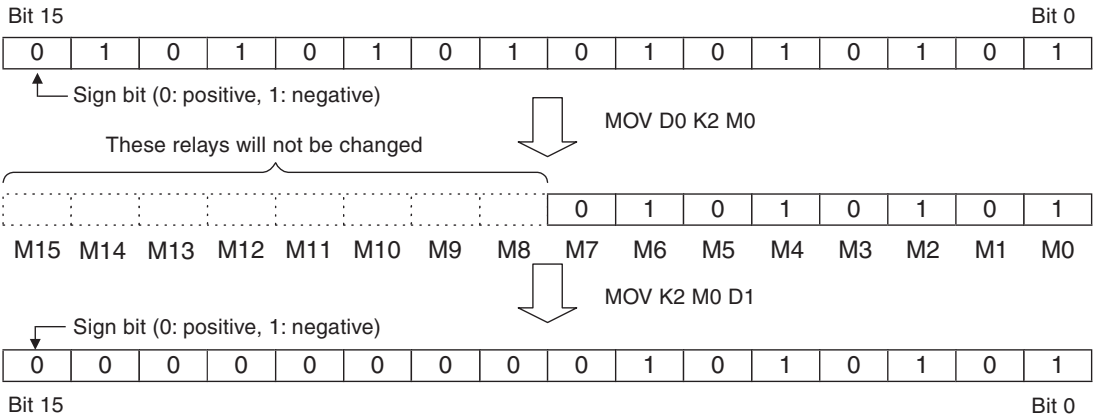 Bit 15 Bit 0
0 1 0 1 0 1 0 1 0 1 0 1 0 1 0 1
Sign bit (0: positive, 1: negative)
MOV D0 K2 M0
These relays will not be changed
0 1 0 1 0 1 0 1
M15 M14 M13 M12 M11 M10 M9 M8 M7 M6 M5 M4 M3 M2 M1 M0
MOV K2 M0 D1
Sign bit (0: positive, 1: negative)
0 0 0 0 0 0 0 0 0 1 0 1 0 1 0 1
Bit 15 Bit 0